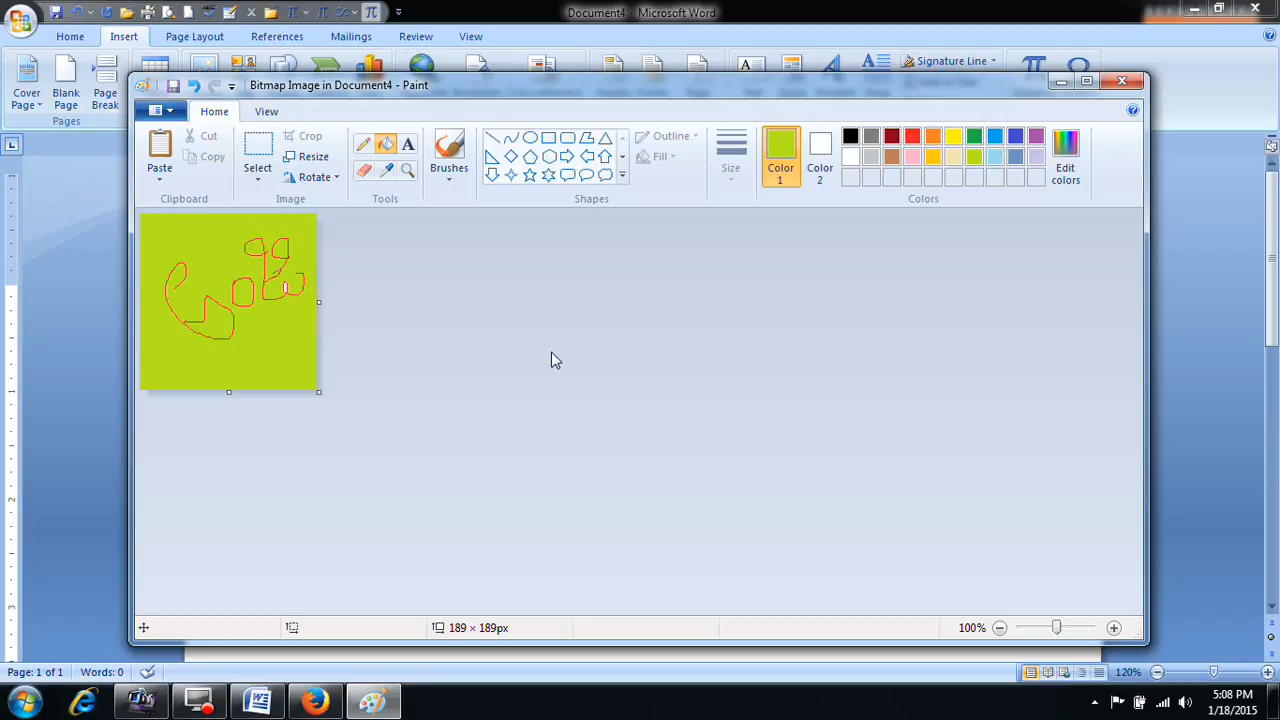 Document4 - Microsoft Word
Home Insert Page Layout References Mailings Review View
Cover Page
Blank Page
Page Break
Pages
Signature Line
Bitmap Image in Document4 - Paint
Home View
Paste
Cut
Copy
Clipboard
Select
Crop
Resize
Rotate
Image
A
Tools
Brushes
Shapes
Outline
Fill
Size
Color 1
Color 2
Edit colors
Colors
189 × 189px
100%
Page: 1 of 1 Words: 0
120%
5:08 PM
1/18/2015